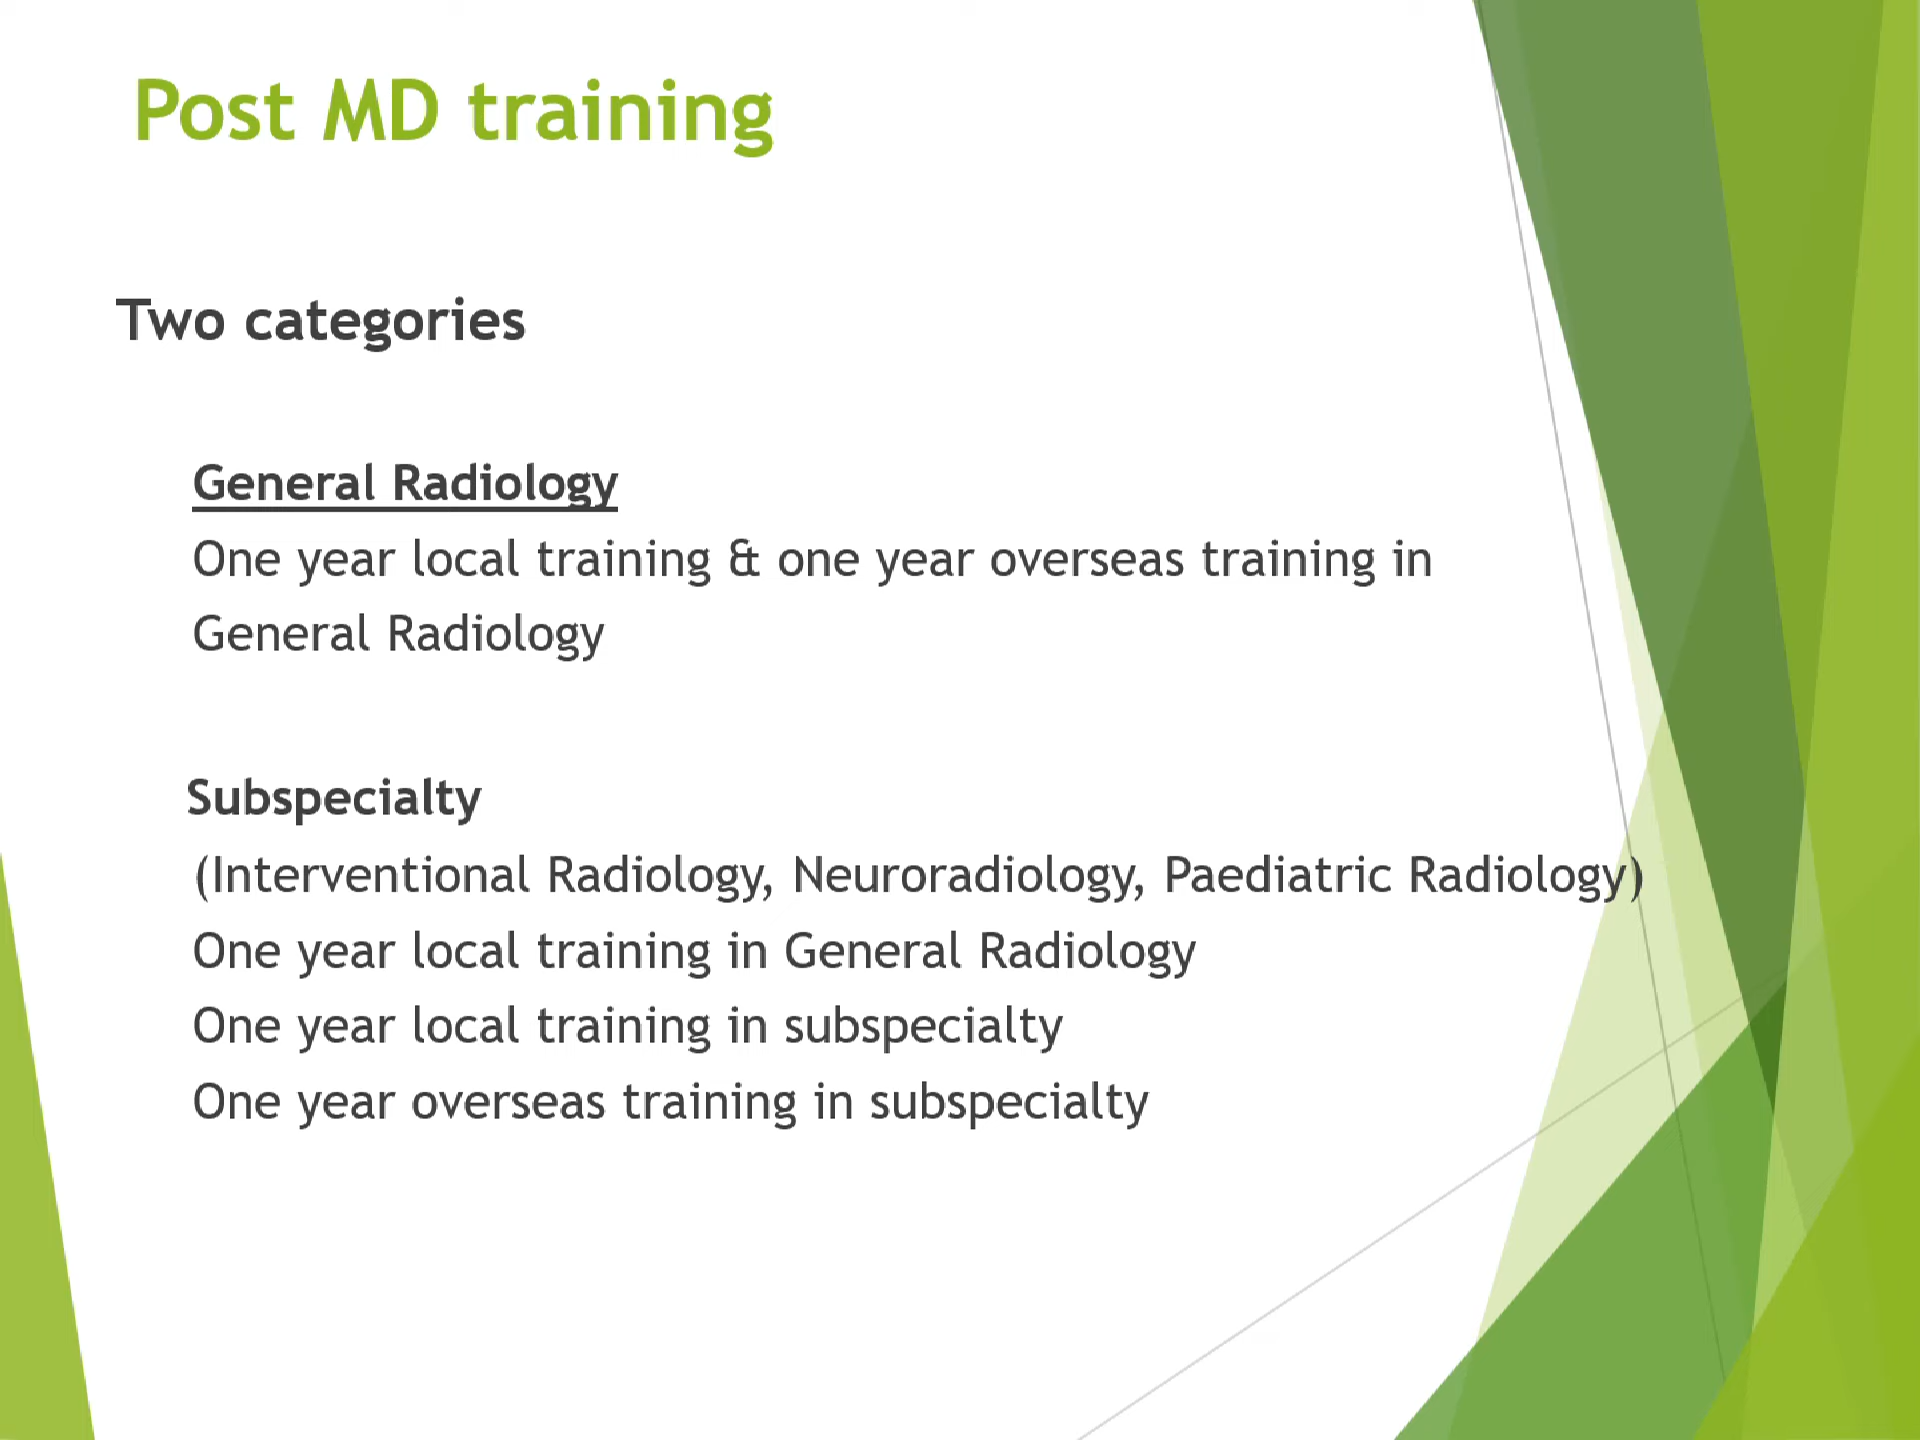 Post MD training
Two categories
General Radiology
One year local training & one year overseas training in
General Radiology
Subspecialty
(Interventional Radiology, Neuroradiology, Paediatric Radiology)
One year local training in General Radiology
One year local training in subspecialty
One year overseas training in subspecialty